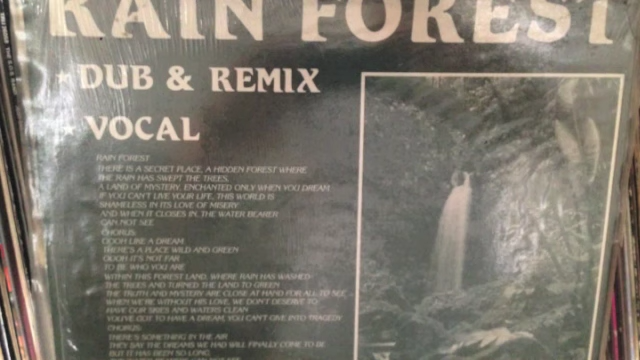 RAIN FOREST
DUB & REMIX
VOCAL
RAIN FOREST
THERE IS A SECRET PLACE, A HIDDEN FOREST WHERE
THE RAIN HAS SWEPT THE TREES,
A LAND OF MYSTERY, ENCHANTED ONLY WHEN YOU DREAM
IF YOU CAN'T LIVE YOUR LIFE, THIS WORLD IS
SHAMELESS IN ITS LOVE OF MISERY
AND WHEN IT CLOSES IN, THE WATER BEARER
CAN NOT SEE
CHORUS:
OOOH LIKE A DREAM
THERE'S A PLACE WILD AND GREEN
OOOH IT'S NOT FAR
TO BE WHO YOU ARE
WITHIN THIS FOREST LAND, WHERE RAIN HAS WASHED
THE TREES AND TURNED THE LAND TO GREEN
THE TRUTH AND MYSTERY ARE CLOSE AT HAND FOR ALL TO SEE
WHEN WE'RE WITHOUT HIS LOVE, WE DON'T DESERVE TO
HAVE OUR SKIES AND WATERS CLEAN
YOU'VE GOT TO HAVE A DREAM, YOU CAN'T GIVE INTO TRAGEDY
CHORUS:
THERE'S SOMETHING IN THE AIR
THEY SAY THE DREAMS WE HAD WILL FINALLY COME TO BE
BUT IT HAS BEEN SO LONG